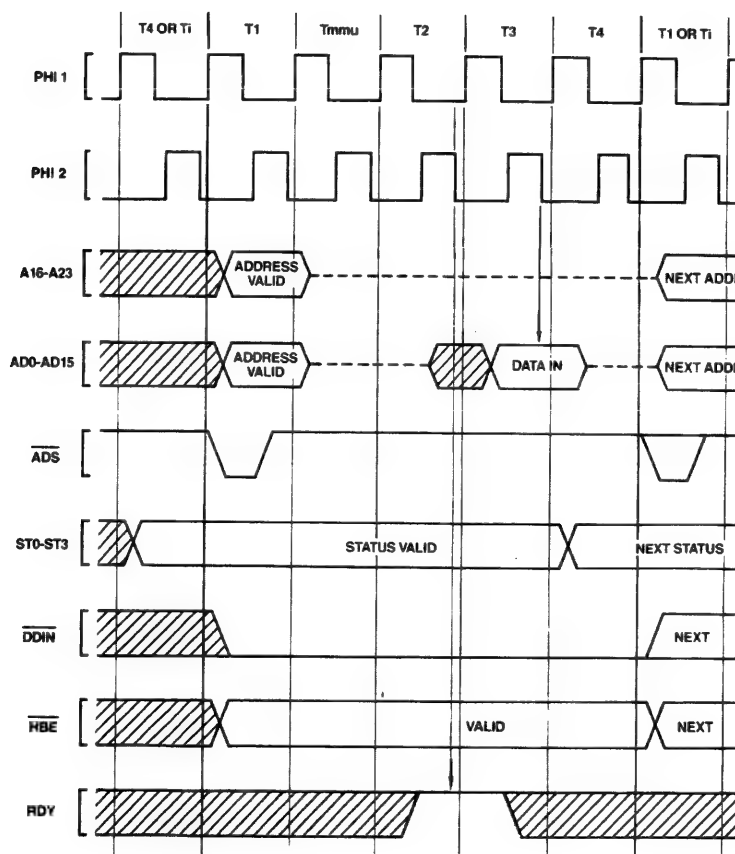 T4 OR Ti T1 Tmmu T2 T3 T4 T1 OR Ti
PHI 1
PHI 2
A16-A23 ADDRESS VALID NEXT ADDR
AD0-AD15 ADDRESS VALID DATA IN NEXT ADDR
ADS
ST0-ST3 STATUS VALID NEXT STATUS
DDIN NEXT
HBE VALID NEXT
RDY